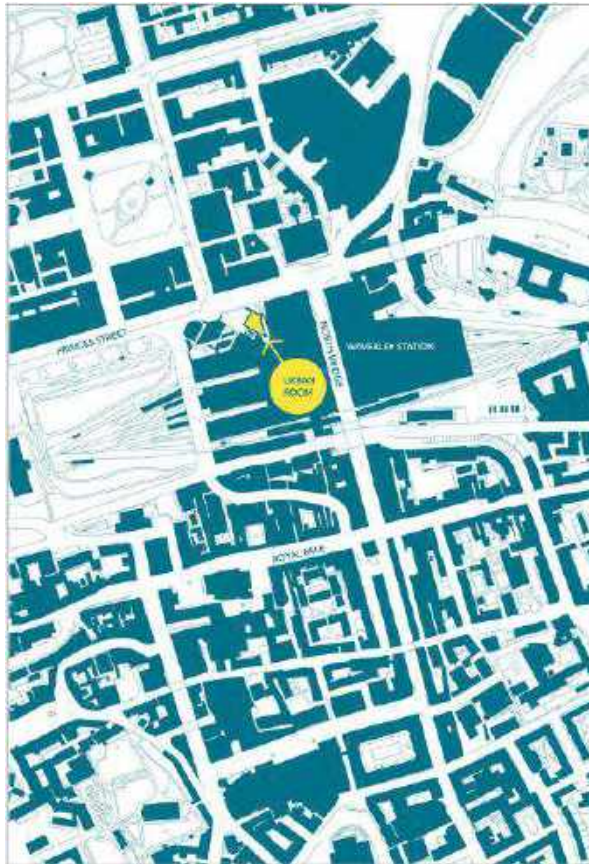 PRINCES STREET
NORTH BRIDGE
WAVERLEY STATION
URBAN
ROOM
ROYAL MILE